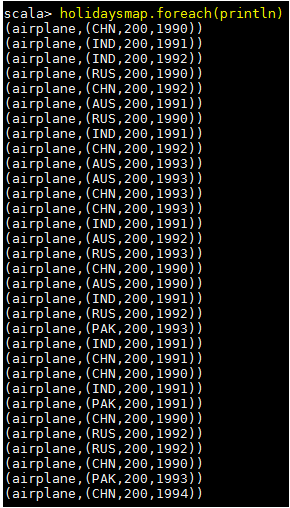 scala> holidaysmap.foreach(println)
(airplane,(CHN,200,1990))
(airplane,(IND,200,1991))
(airplane,(IND,200,1992))
(airplane,(RUS,200,1990))
(airplane,(CHN,200,1992))
(airplane,(AUS,200,1991))
(airplane,(RUS,200,1990))
(airplane,(IND,200,1991))
(airplane,(CHN,200,1992))
(airplane,(AUS,200,1993))
(airplane,(AUS,200,1993))
(airplane,(CHN,200,1993))
(airplane,(CHN,200,1993))
(airplane,(IND,200,1991))
(airplane,(AUS,200,1992))
(airplane,(RUS,200,1993))
(airplane,(CHN,200,1990))
(airplane,(AUS,200,1990))
(airplane,(IND,200,1991))
(airplane,(RUS,200,1992))
(airplane,(PAK,200,1993))
(airplane,(IND,200,1991))
(airplane,(CHN,200,1991))
(airplane,(CHN,200,1990))
(airplane,(IND,200,1991))
(airplane,(PAK,200,1991))
(airplane,(CHN,200,1990))
(airplane,(RUS,200,1992))
(airplane,(RUS,200,1992))
(airplane,(CHN,200,1990))
(airplane,(PAK,200,1993))
(airplane,(CHN,200,1994))